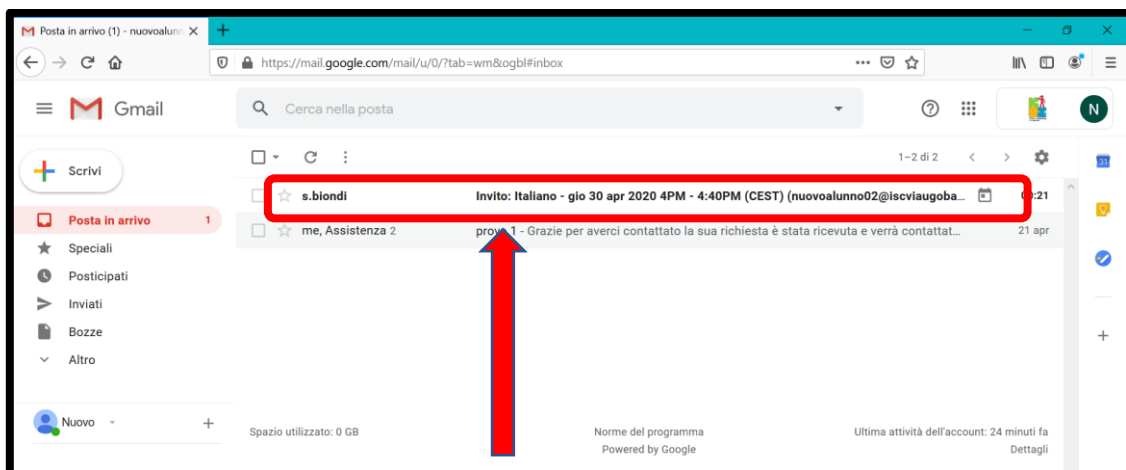 Posta in arrivo (1) - nuovoalunn
https://mail.google.com/mail/u/0/?tab=wm&ogbl#inbox
Gmail
Cerca nella posta
N
Scrivi
1–2 di 2
31
s.biondi Invito: Italiano - gio 30 apr 2020 4PM - 4:40PM (CEST) (nuovoalunno02@iscviaugoba...
Posta in arrivo 1
me, Assistenza 2 prova 1 - Grazie per averci contattato la sua richiesta è stata ricevuta e verrà contattat... 21 apr
Speciali
Posticipati
Inviati
Bozze
Altro
Nuovo
Spazio utilizzato: 0 GB
Norme del programma
Powered by Google
Ultima attività dell'account: 24 minuti fa
Dettagli